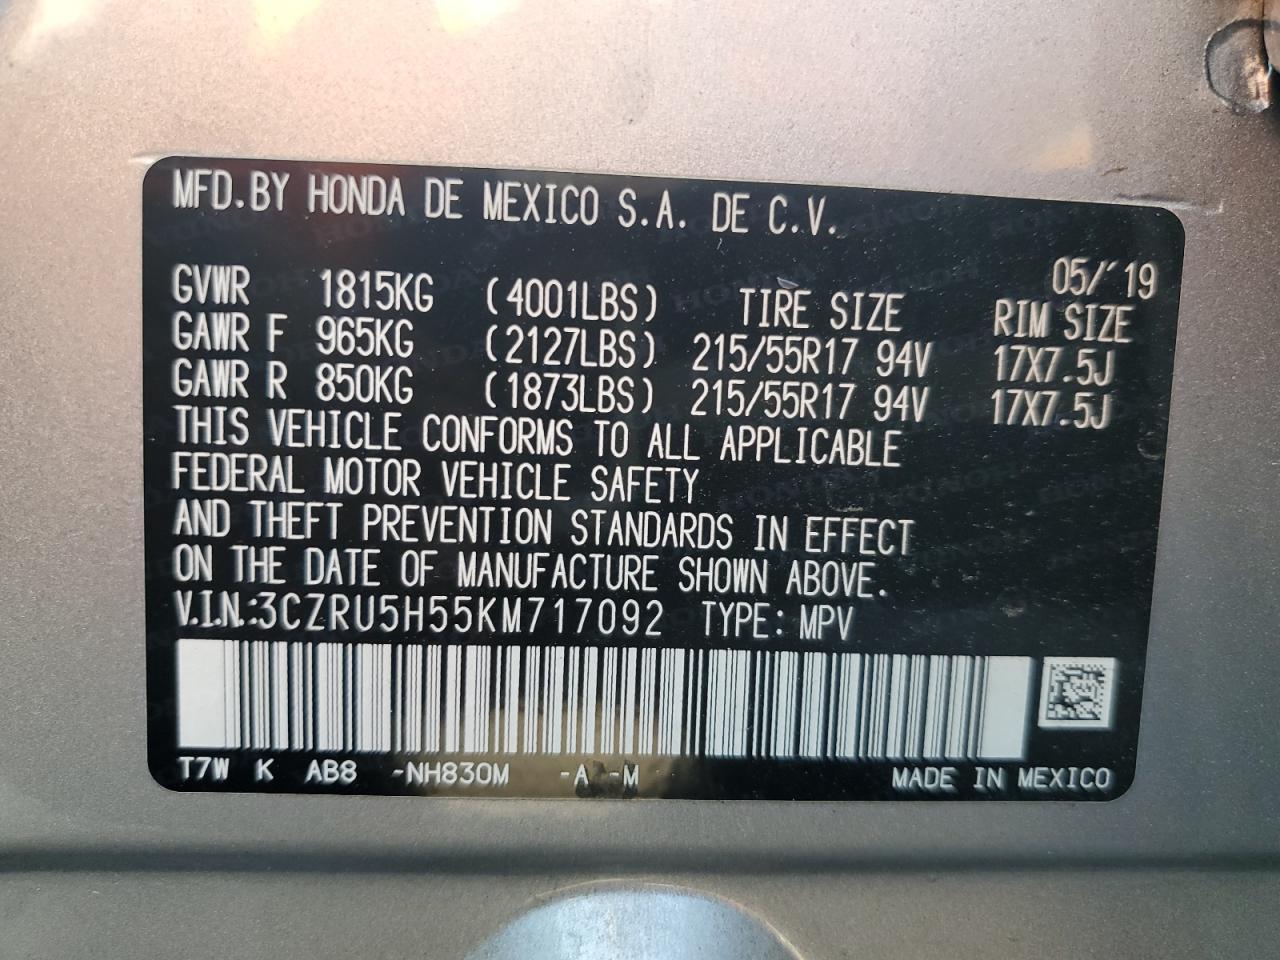 MFD.BY HONDA DE MEXICO S.A. DE C.V.
05/'19
GVWR 1815KG (4001LBS) TIRE SIZE RIM SIZE
GAWR F 965KG (2127LBS) 215/55R17 94V 17X7.5J
GAWR R 850KG (1873LBS) 215/55R17 94V 17X7.5J
THIS VEHICLE CONFORMS TO ALL APPLICABLE
FEDERAL MOTOR VEHICLE SAFETY
AND THEFT PREVENTION STANDARDS IN EFFECT
ON THE DATE OF MANUFACTURE SHOWN ABOVE.
V.I.N.:3CZRU5H55KM717092 TYPE: MPV
T7W K AB8 -NH830M -A -M MADE IN MEXICO